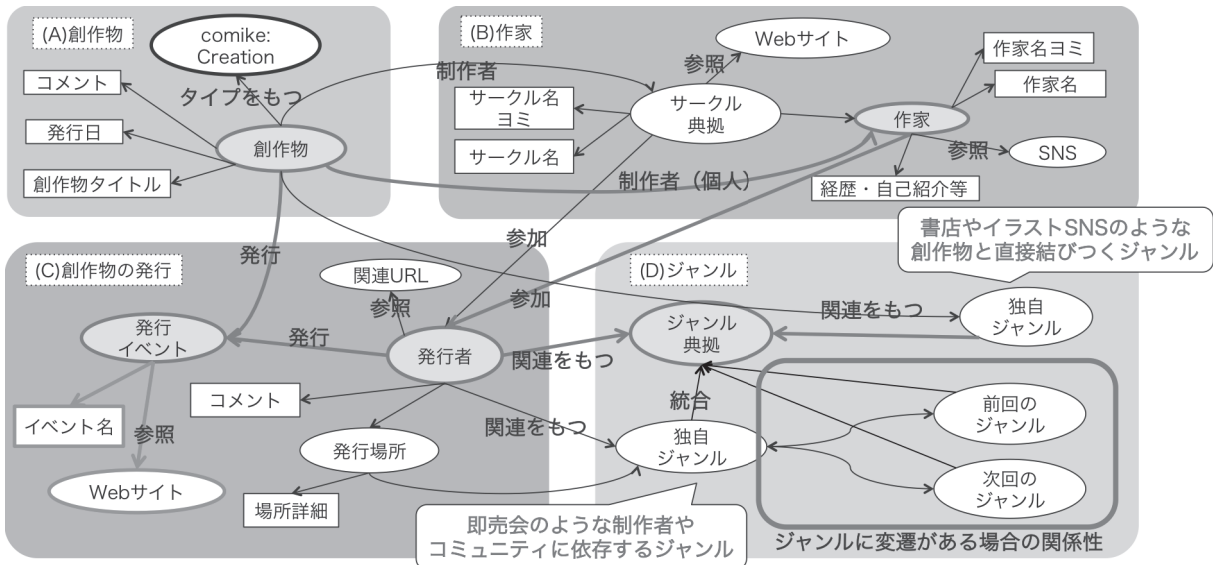 (A)創作物
comike:
Creation
コメント
タイプをもつ
発行日
創作物
創作物タイトル
制作者
(B)作家
Webサイト
参照
作家名ヨミ
作家名
サークル名
ヨミ
サークル
典拠
作家
サークル名
参照
SNS
制作者（個人）
経歴・自己紹介等
発行
参加
書店やイラストSNSのような
創作物と直接結びつくジャンル
(C)創作物の発行
関連URL
参照
参加
(D)ジャンル
発行
イベント
発行
発行者
関連をもつ
ジャンル
典拠
関連をもつ
独自
ジャンル
コメント
イベント名
参照
発行場所
関連をもつ
統合
独自
ジャンル
前回の
ジャンル
Webサイト
場所詳細
次回の
ジャンル
即売会のような制作者や
コミュニティに依存するジャンル
ジャンルに変遷がある場合の関係性